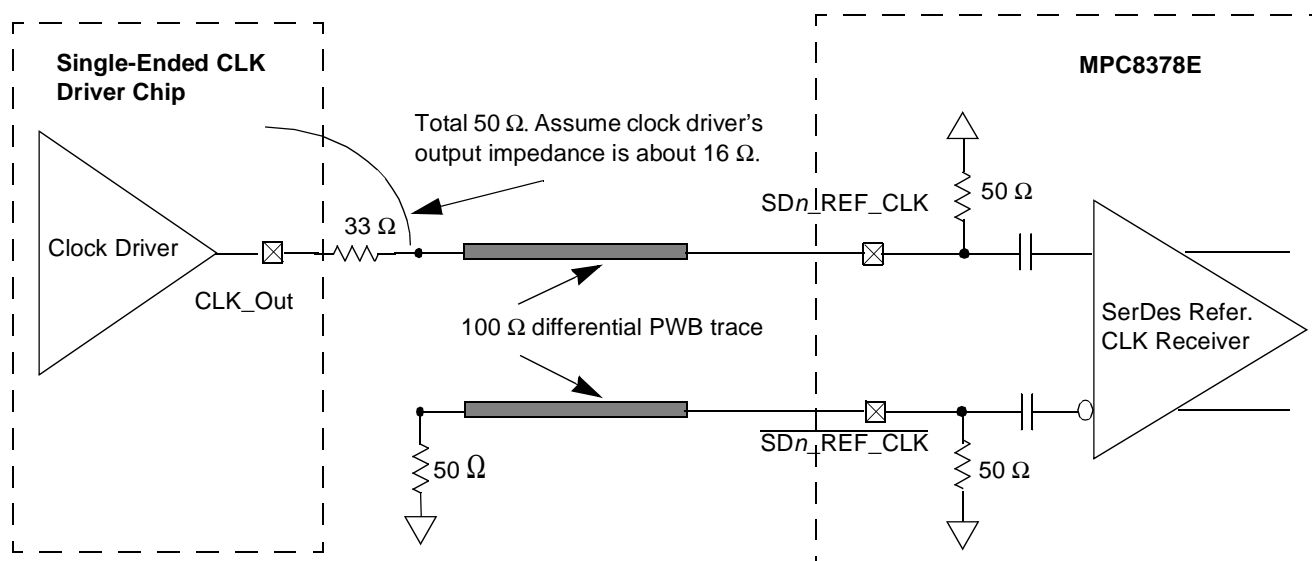 Single-Ended CLK
Driver Chip
MPC8378E
Total 50 Ω. Assume clock driver's
output impedance is about 16 Ω.
SDn_REF_CLK
50 Ω
33 Ω
Clock Driver
CLK_Out
SerDes Refer.
CLK Receiver
100 Ω differential PWB trace
SDn_REF_CLK
50 Ω
50 Ω